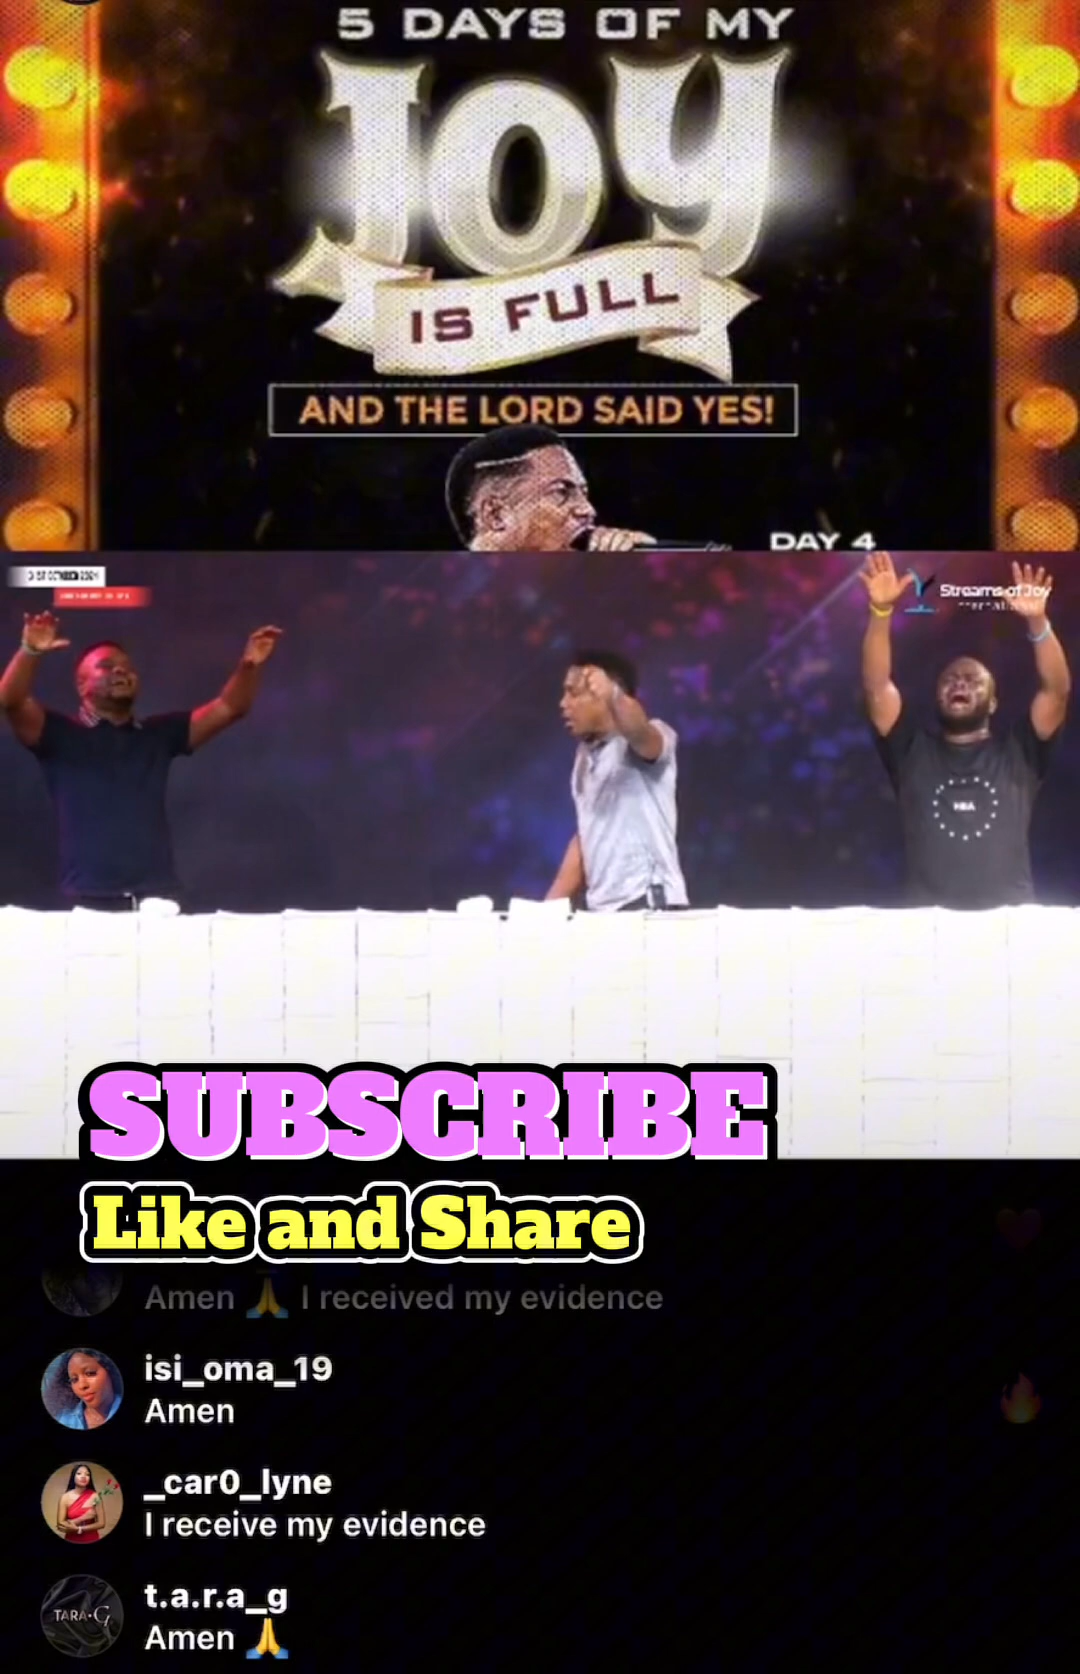 5 DAYS OF MY
JOY
IS FULL
AND THE LORD SAID YES!
DAY 4
Streams of Joy
SUBSCRIBE
Like and Share
Amen 🙏 I received my evidence
isi_oma_19
Amen
_car0_lyne
I receive my evidence
t.a.r.a_g
TARA·G
Amen 🙏